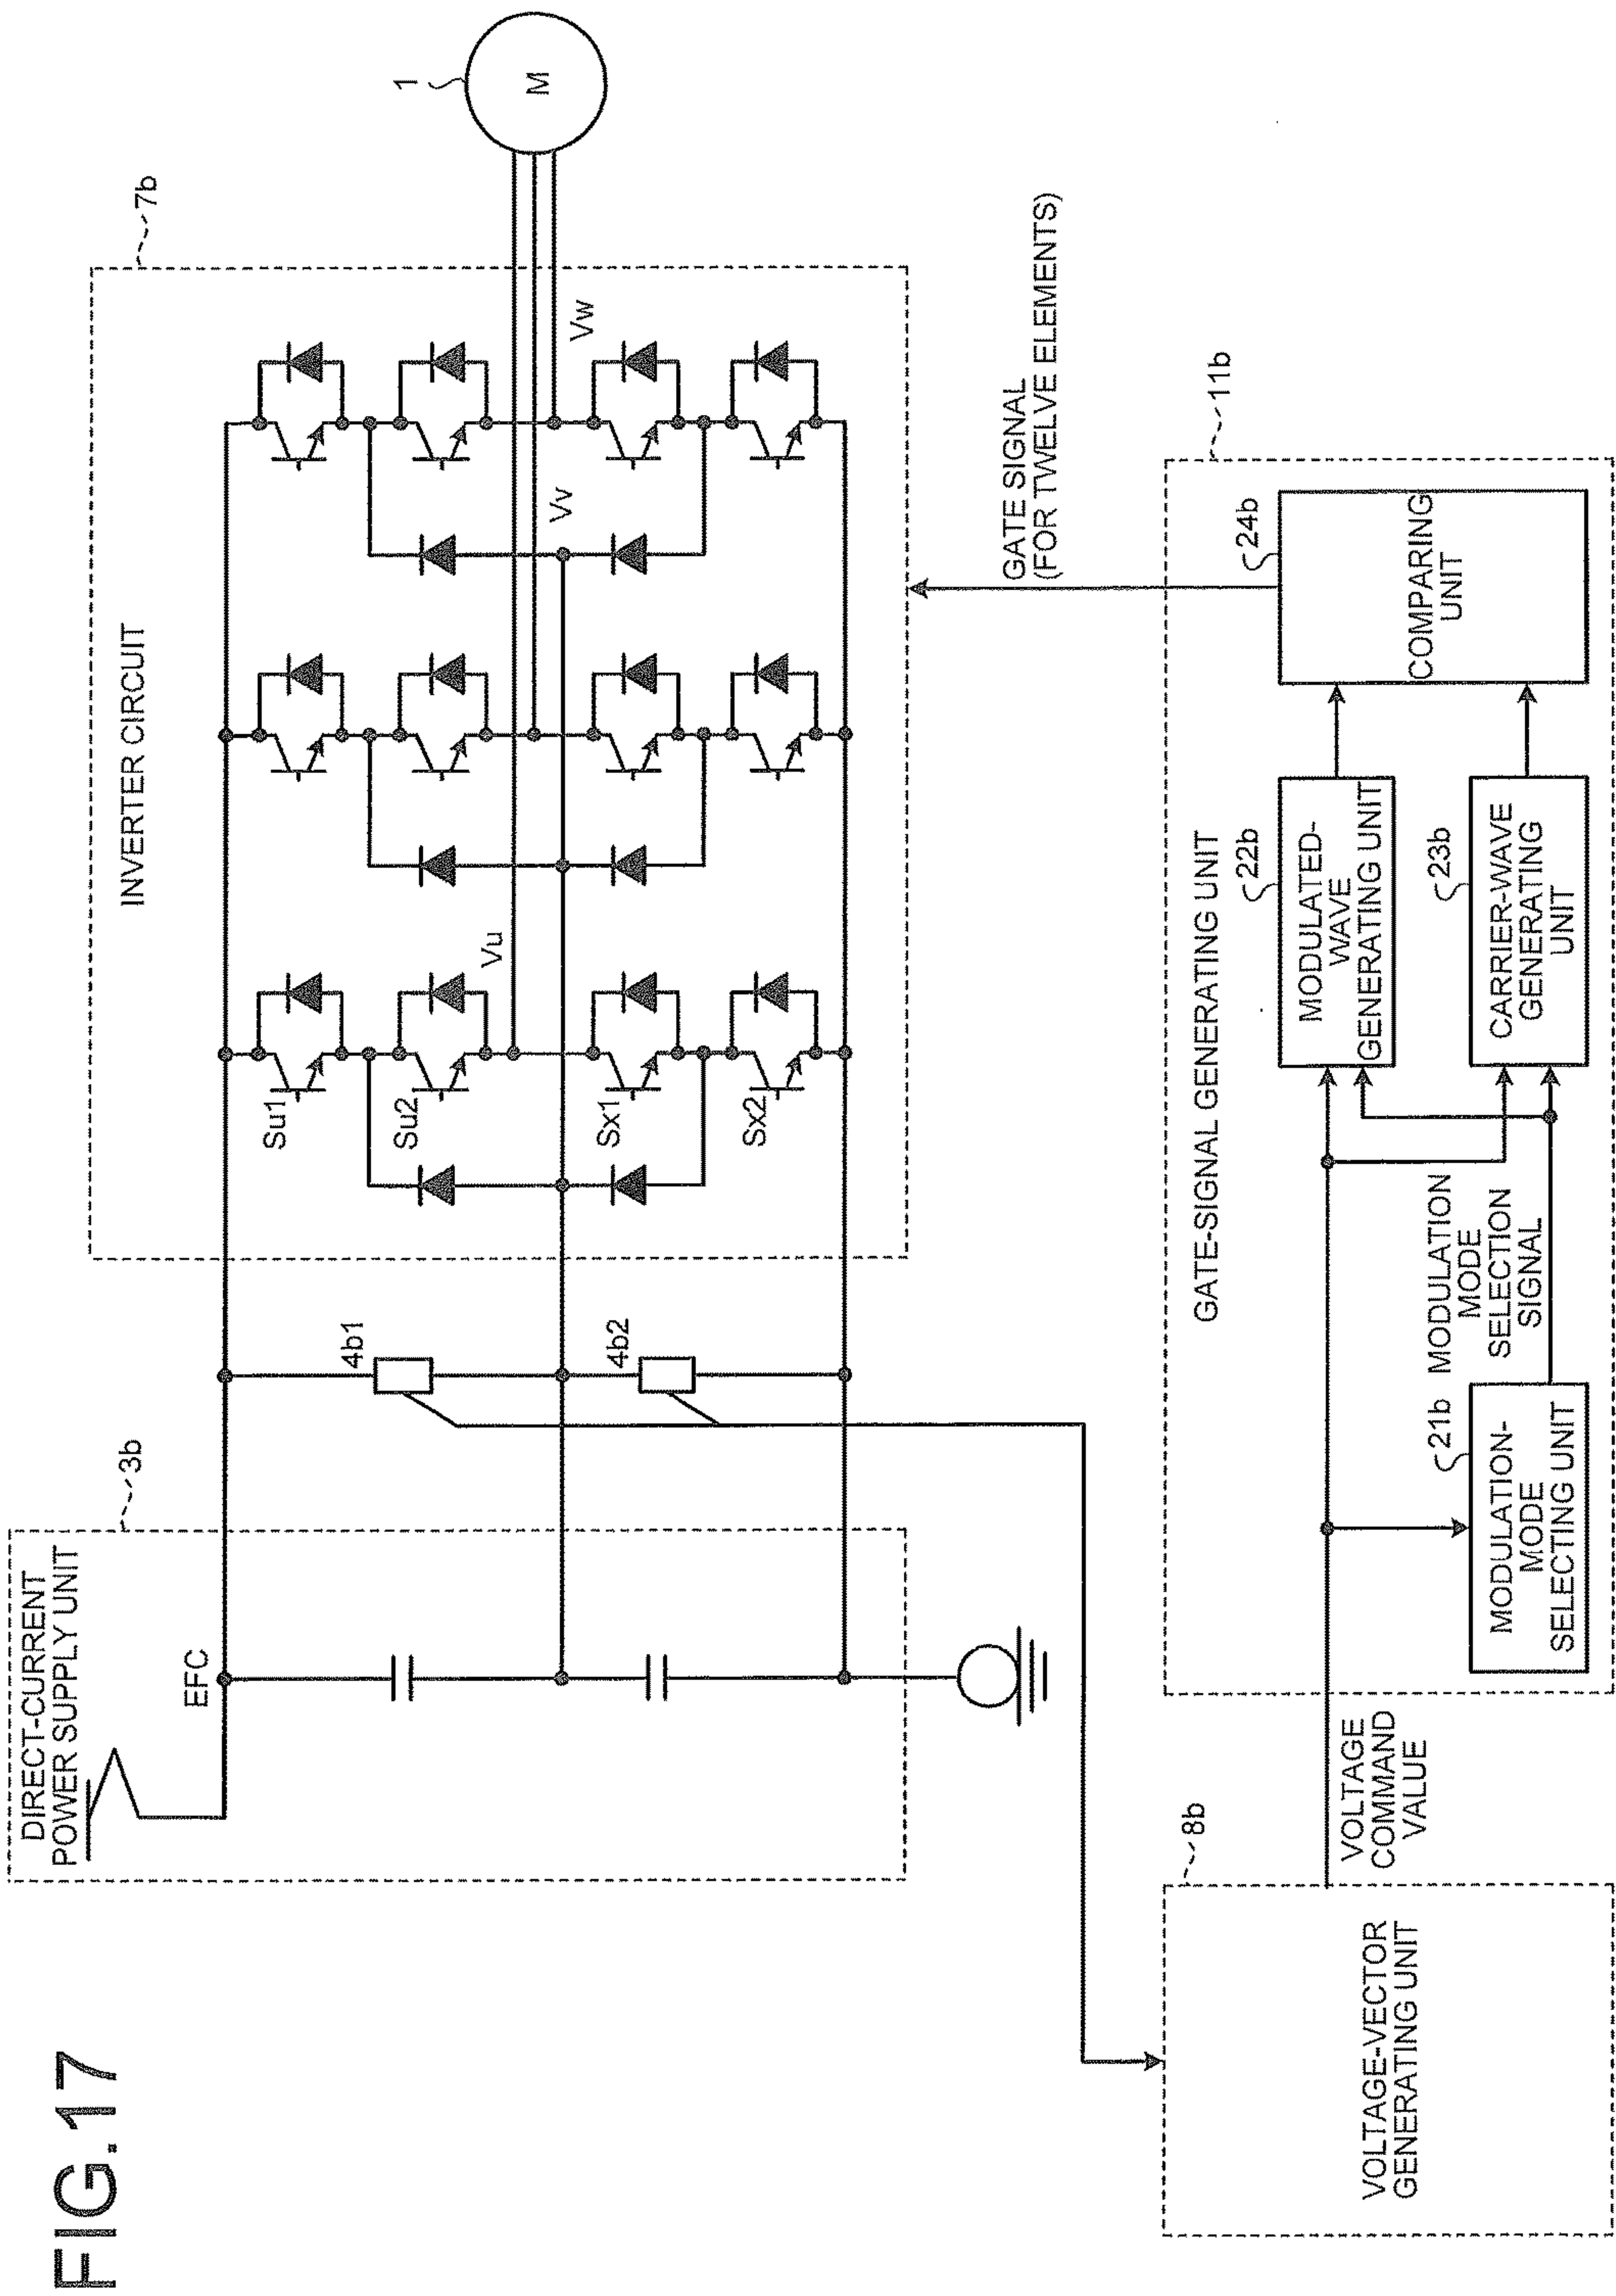 FIG.17
DIRECT-CURRENT
POWER SUPPLY UNIT
3b
EFC
4b1
4b2
INVERTER CIRCUIT
7b
Su1
Su2
Sx1
Sx2
Vu
Vv
Vw
1
M
VOLTAGE-VECTOR
GENERATING UNIT
8b
VOLTAGE
COMMAND
VALUE
GATE-SIGNAL GENERATING UNIT
11b
MODULATION-
MODE
SELECTING UNIT
21b
MODULATION
MODE
SELECTION
SIGNAL
MODULATED-
WAVE
GENERATING UNIT
22b
CARRIER-WAVE
GENERATING
UNIT
23b
COMPARING
UNIT
24b
GATE SIGNAL
(FOR TWELVE ELEMENTS)